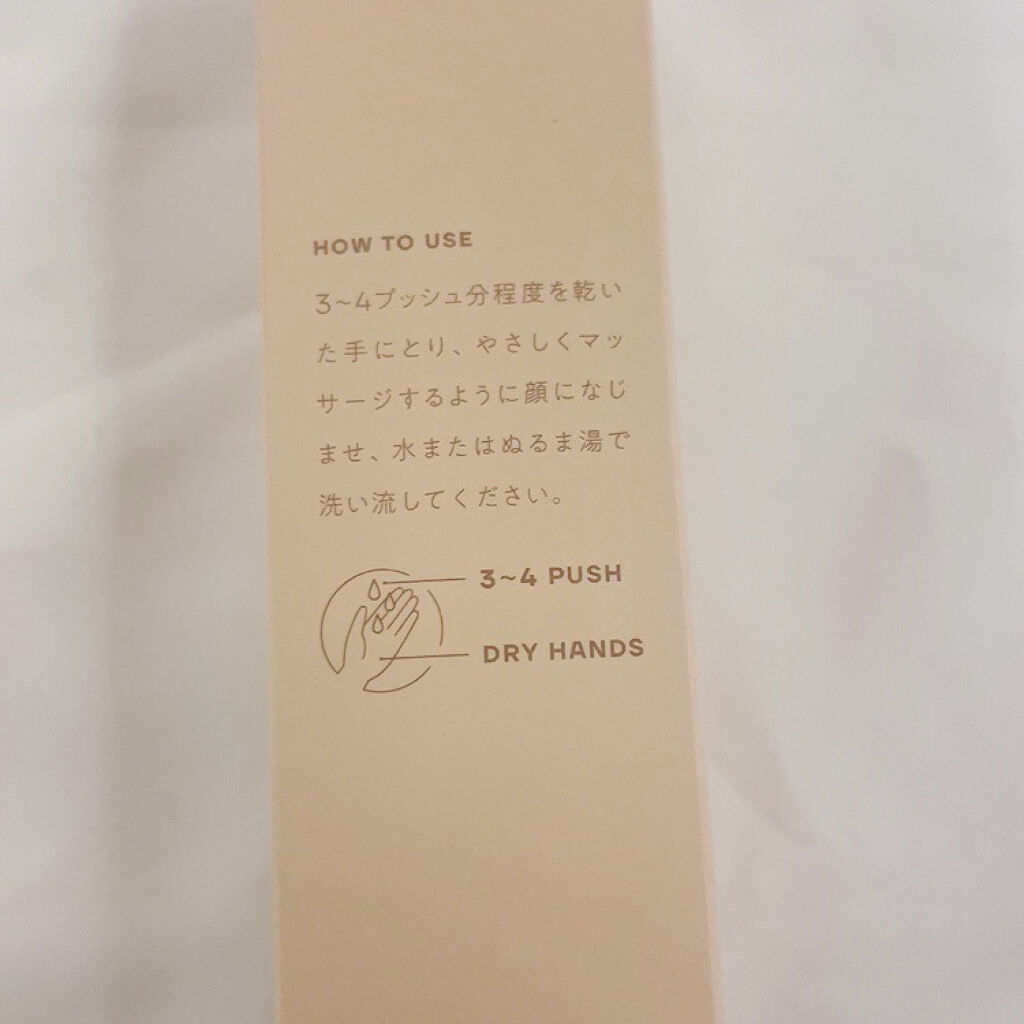 HOW TO USE
3~4プッシュ分程度を乾い
た手にとり、やさしくマッ
サージするように顔になじ
ませ、水またはぬるま湯で
洗い流してください。
3~4 PUSH
DRY HANDS